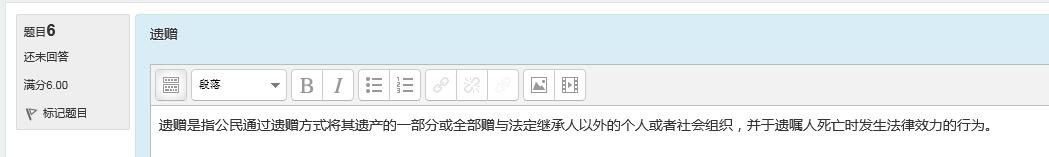 题目6
还未回答
满分6.00
标记题目
遗赠
段落
B I
遗赠是指公民通过遗赠方式将其遗产的一部分或全部赠与法定继承人以外的个人或者社会组织，并于遗嘱人死亡时发生法律效力的行为。